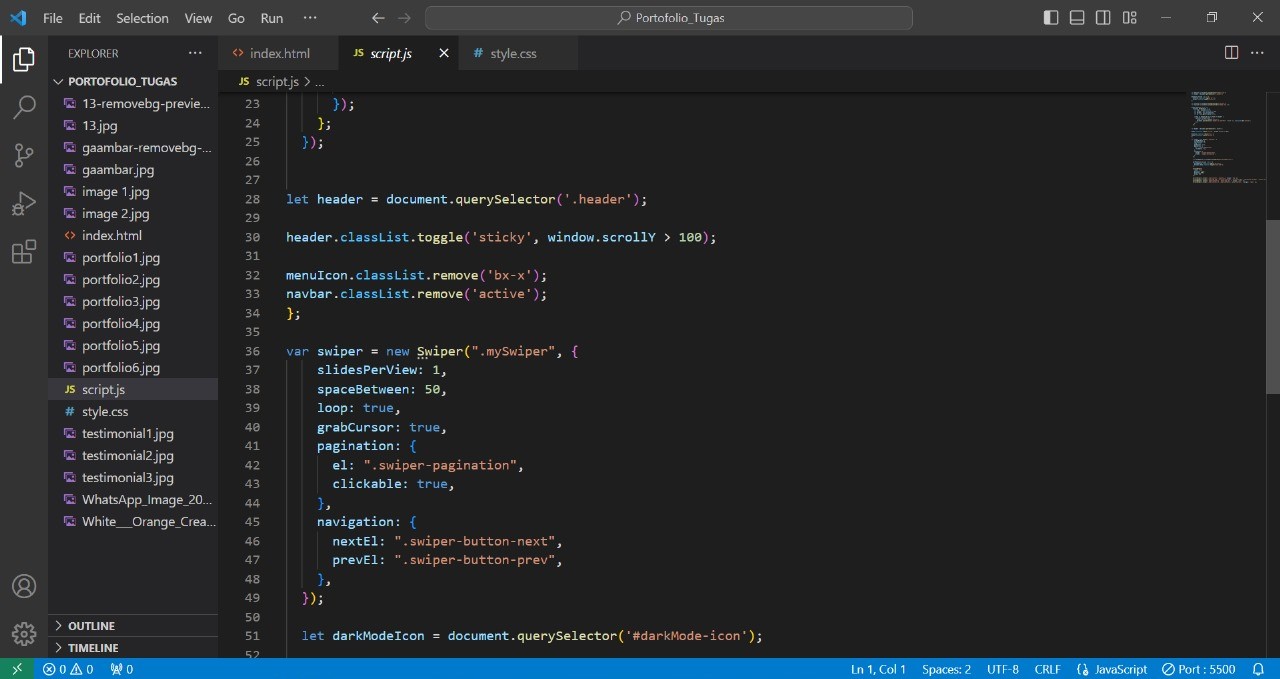 File Edit Selection View Go Run ···
Portofolio_Tugas
EXPLORER ···
PORTOFOLIO_TUGAS
13-removebg-previe...
13.jpg
gaambar-removebg-...
gaambar.jpg
image 1.jpg
image 2.jpg
<> index.html
portfolio1.jpg
portfolio2.jpg
portfolio3.jpg
portfolio4.jpg
portfolio5.jpg
portfolio6.jpg
JS script.js
# style.css
testimonial1.jpg
testimonial2.jpg
testimonial3.jpg
WhatsApp_Image_20...
White___Orange_Crea...
OUTLINE
TIMELINE
<> index.html JS script.js # style.css
JS script.js > ...
23 });
24 };
25 });
26
27
28 let header = document.querySelector('.header');
29
30 header.classList.toggle('sticky', window.scrollY > 100);
31
32 menuIcon.classList.remove('bx-x');
33 navbar.classList.remove('active');
34 };
35
36 var swiper = new Swiper(".mySwiper", {
37 slidesPerView: 1,
38 spaceBetween: 50,
39 loop: true,
40 grabCursor: true,
41 pagination: {
42 el: ".swiper-pagination",
43 clickable: true,
44 },
45 navigation: {
46 nextEl: ".swiper-button-next",
47 prevEl: ".swiper-button-prev",
48 },
49 });
50
51 let darkModeIcon = document.querySelector('#darkMode-icon');
52
0 0 0 Ln 1, Col 1 Spaces: 2 UTF-8 CRLF {} JavaScript Port : 5500